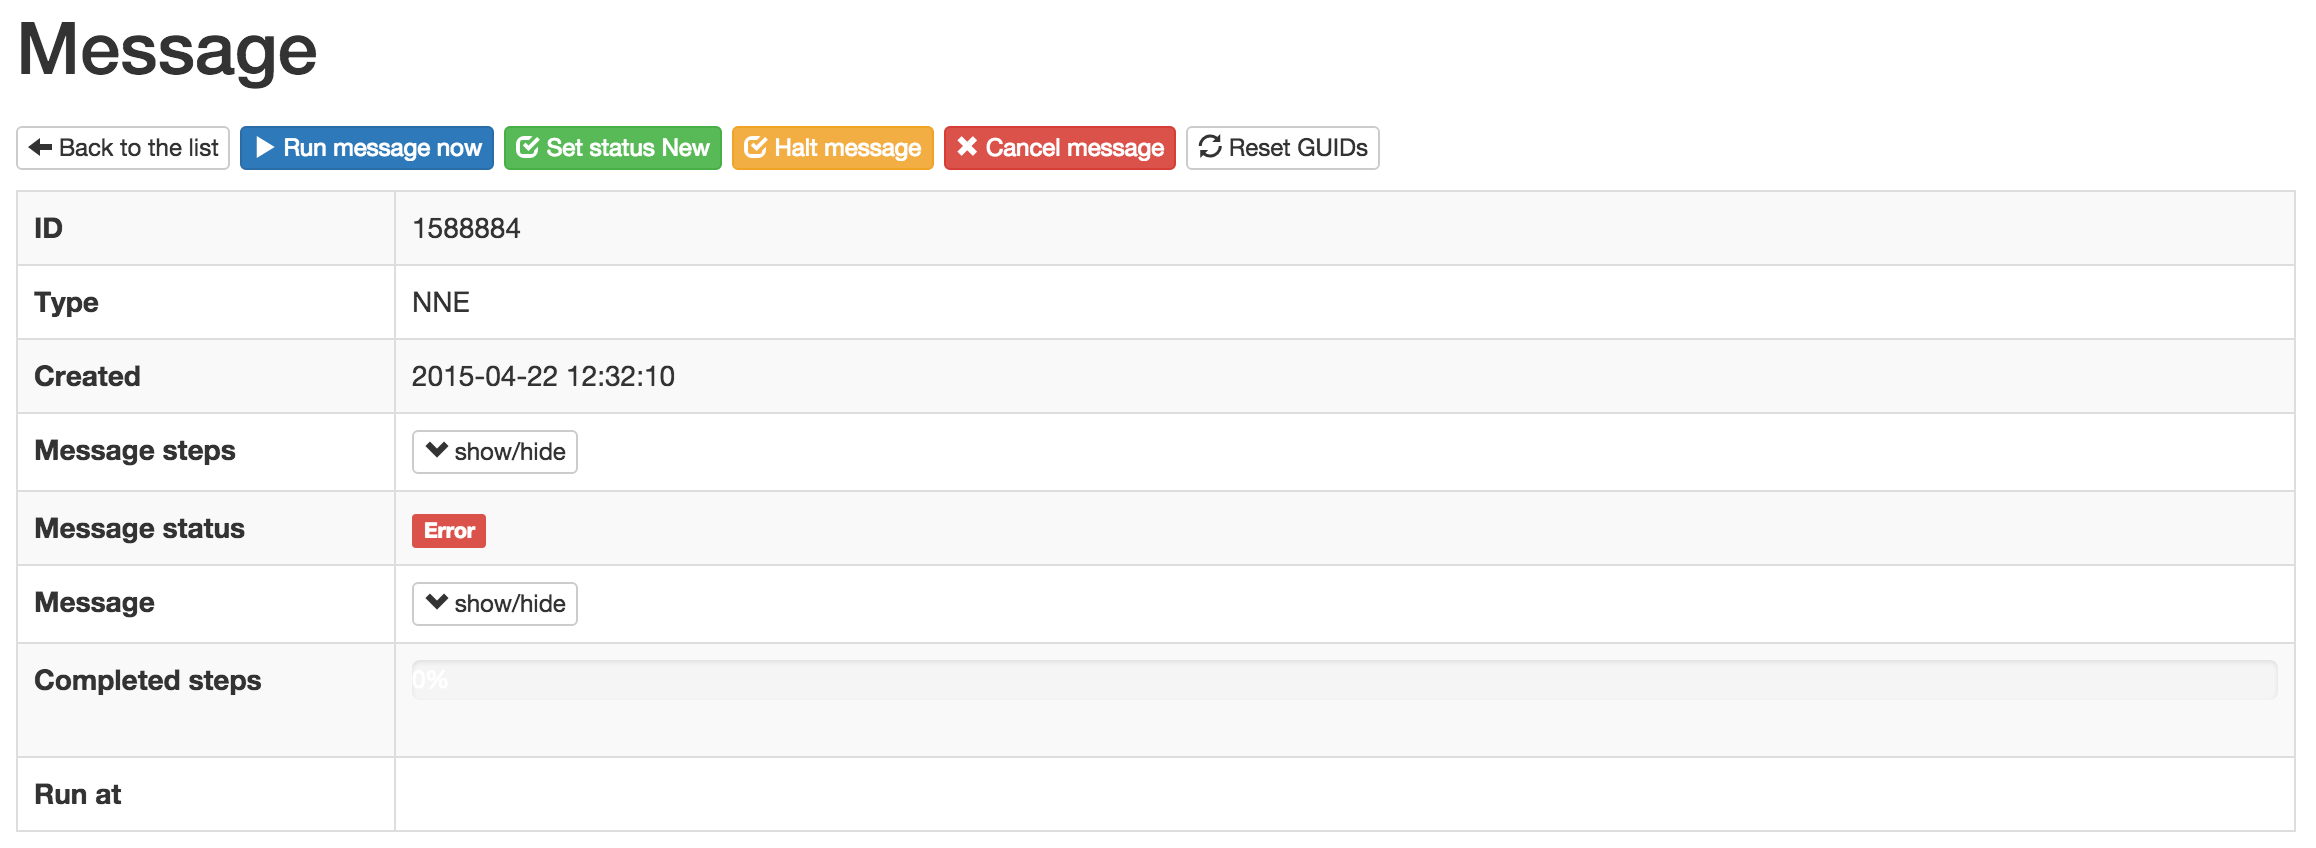 Message
Back to the list Run message now Set status New Halt message Cancel message Reset GUIDs
ID 1588884
Type NNE
Created 2015-04-22 12:32:10
Message steps show/hide
Message status Error
Message show/hide
Completed steps 0%
Run at